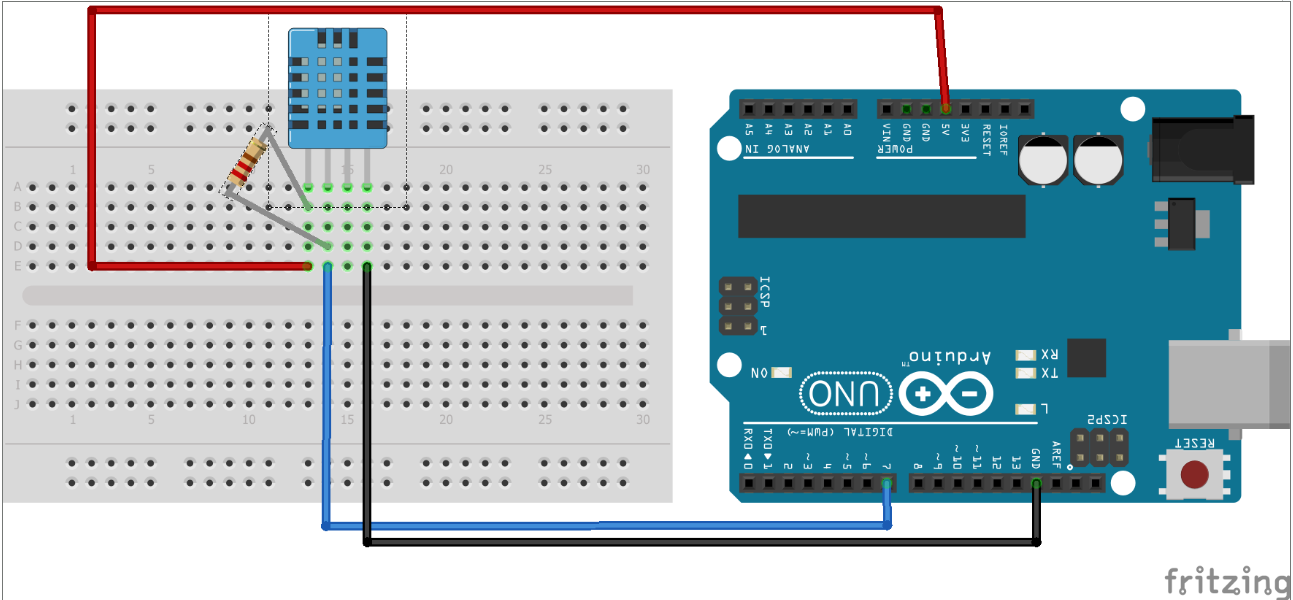 1 5 15 20 25 30
A
B
C
D
E
F
G
H
I
J
1 5 10 15 20 25 30
A5 A4 A3 A2 A1 A0
ANALOG IN
VIN GND GND 5V 3V3 RESET IOREF
POWER
ICSP
1
ON
UNO
Arduino
TM
RX
TX
L
ICSP2
DIGITAL (PWM=~)
RX0◀0 TX0▶1 2 ~3 4 ~5 ~6 7 8 ~9 ~10 ~11 12 13 GND AREF
RESET
fritzing